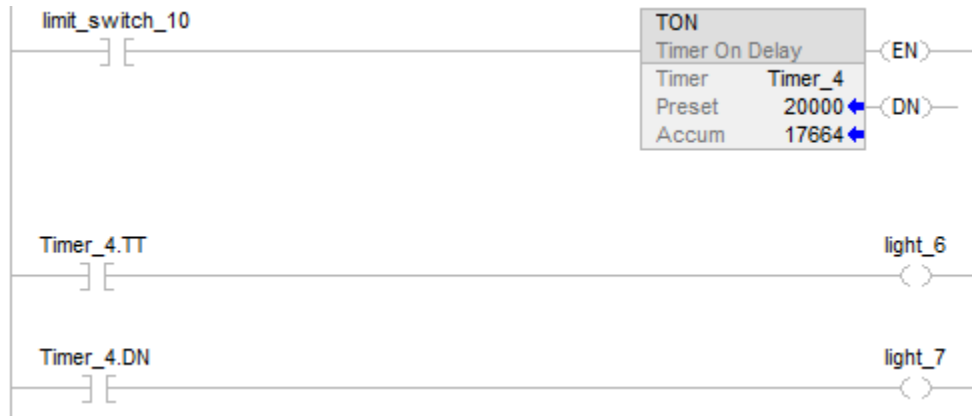 limit_switch_10
TON
Timer On Delay
EN
Timer Timer_4
Preset 20000
DN
Accum 17664
Timer_4.TT
light_6
Timer_4.DN
light_7